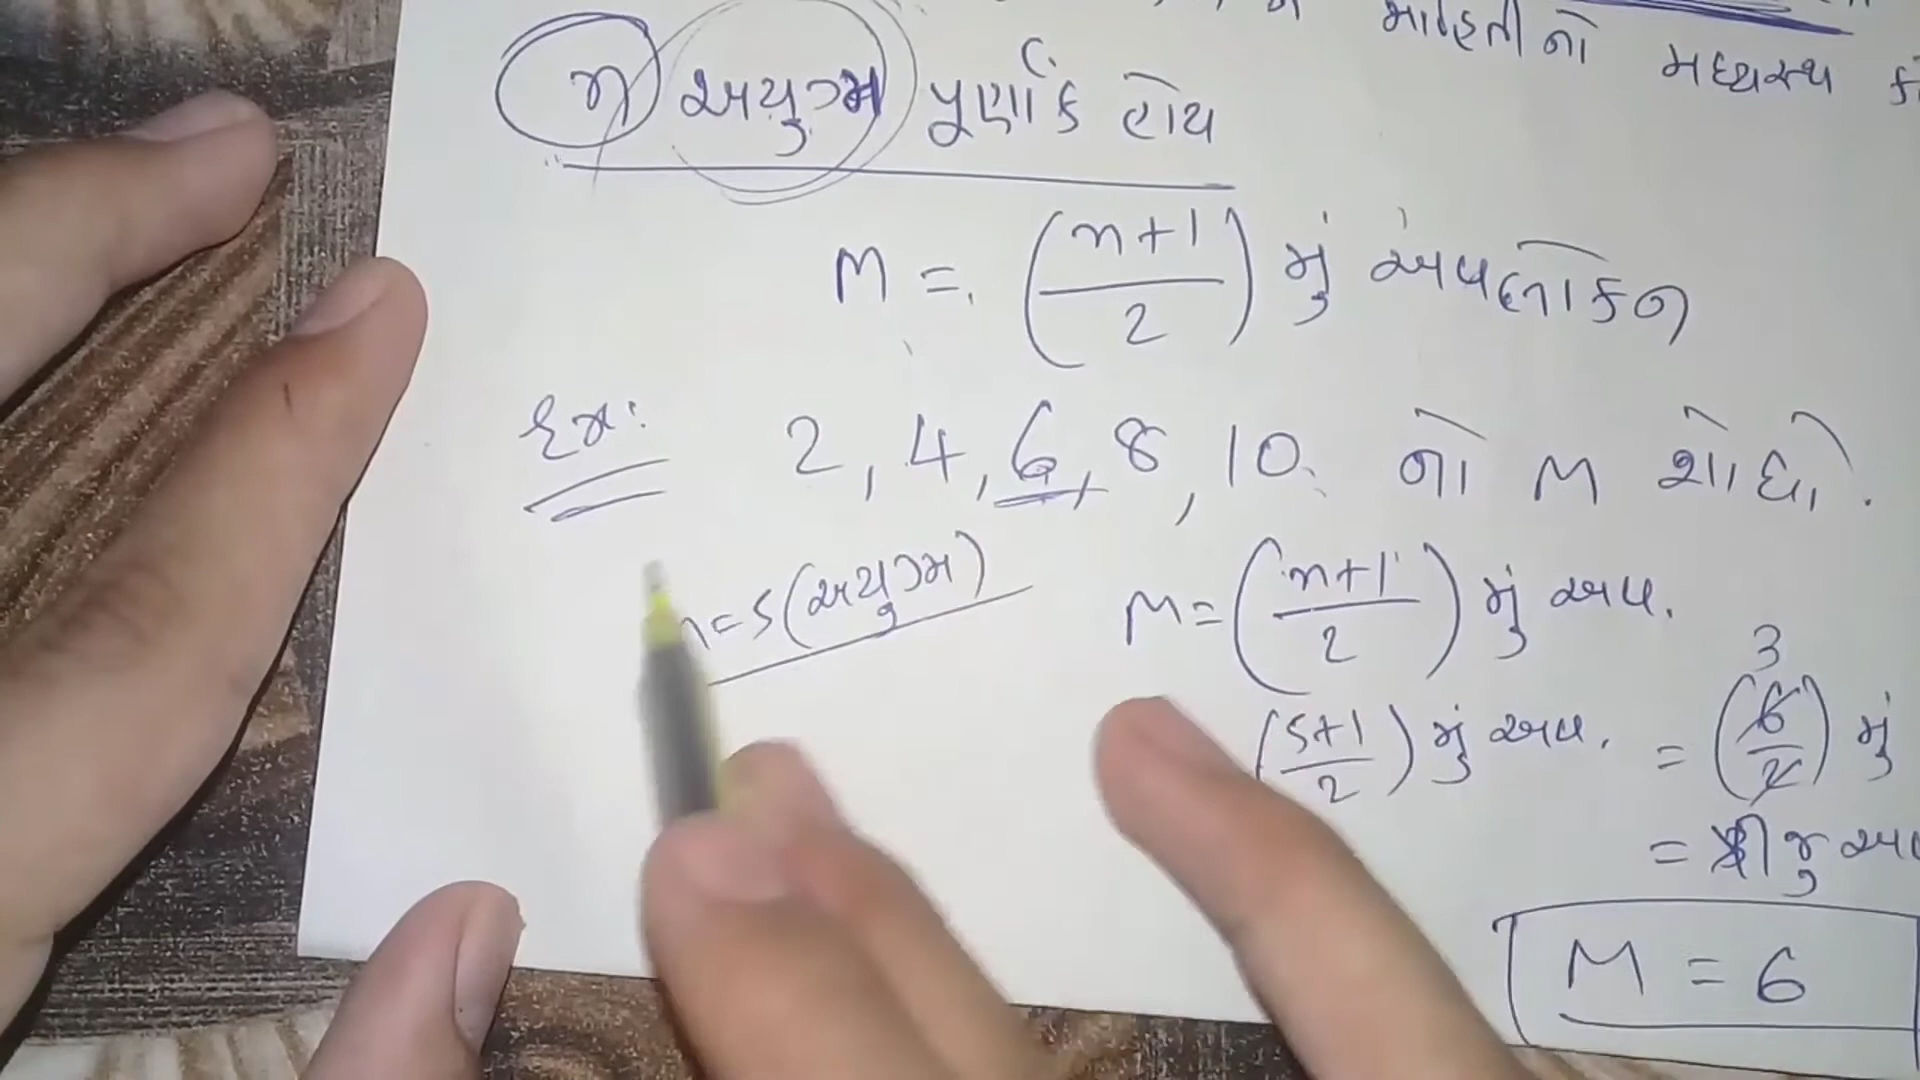 માહિતીનો મધ્યસ્થ
n અયુગ્મ પૂર્ણાંક હોય
M = (n+1/2) મું અવલોકન
Ex: 2, 4, 6, 8, 10 નો M શોધો.
n=5 (અયુગ્મ)
M = (n+1/2) મું અવ.
(5+1/2) મું અવ. = (6/2) મું
3
= ત્રીજુ અવ
M = 6